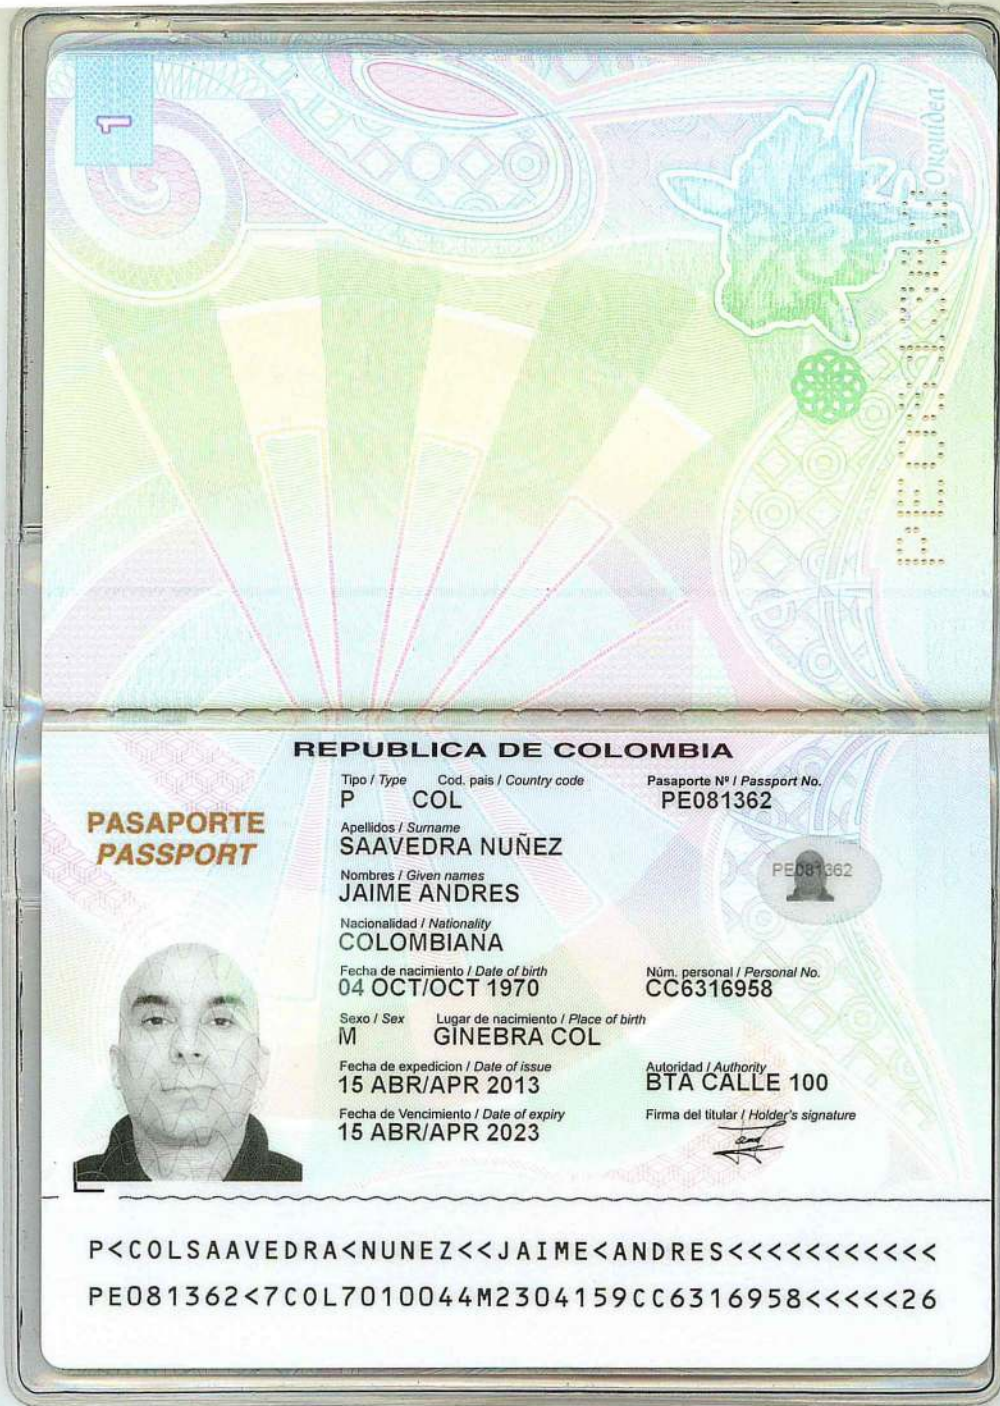 1
Orquídea
PE081362
REPUBLICA DE COLOMBIA
PASAPORTE
PASSPORT
Tipo / Type Cod. pais / Country code Pasaporte Nº / Passport No.
P COL PE081362
Apellidos / Surname
SAAVEDRA NUÑEZ
Nombres / Given names
JAIME ANDRES
PE081362
Nacionalidad / Nationality
COLOMBIANA
Fecha de nacimiento / Date of birth Núm. personal / Personal No.
04 OCT/OCT 1970 CC6316958
Sexo / Sex Lugar de nacimiento / Place of birth
M GINEBRA COL
Fecha de expedicion / Date of issue Autoridad / Authority
15 ABR/APR 2013 BTA CALLE 100
Fecha de Vencimiento / Date of expiry Firma del titular / Holder's signature
15 ABR/APR 2023
P<COLSAAVEDRA<NUNEZ<<JAIME<ANDRES<<<<<<<<<<<
PE081362<7COL7010044M2304159CC6316958<<<<<26